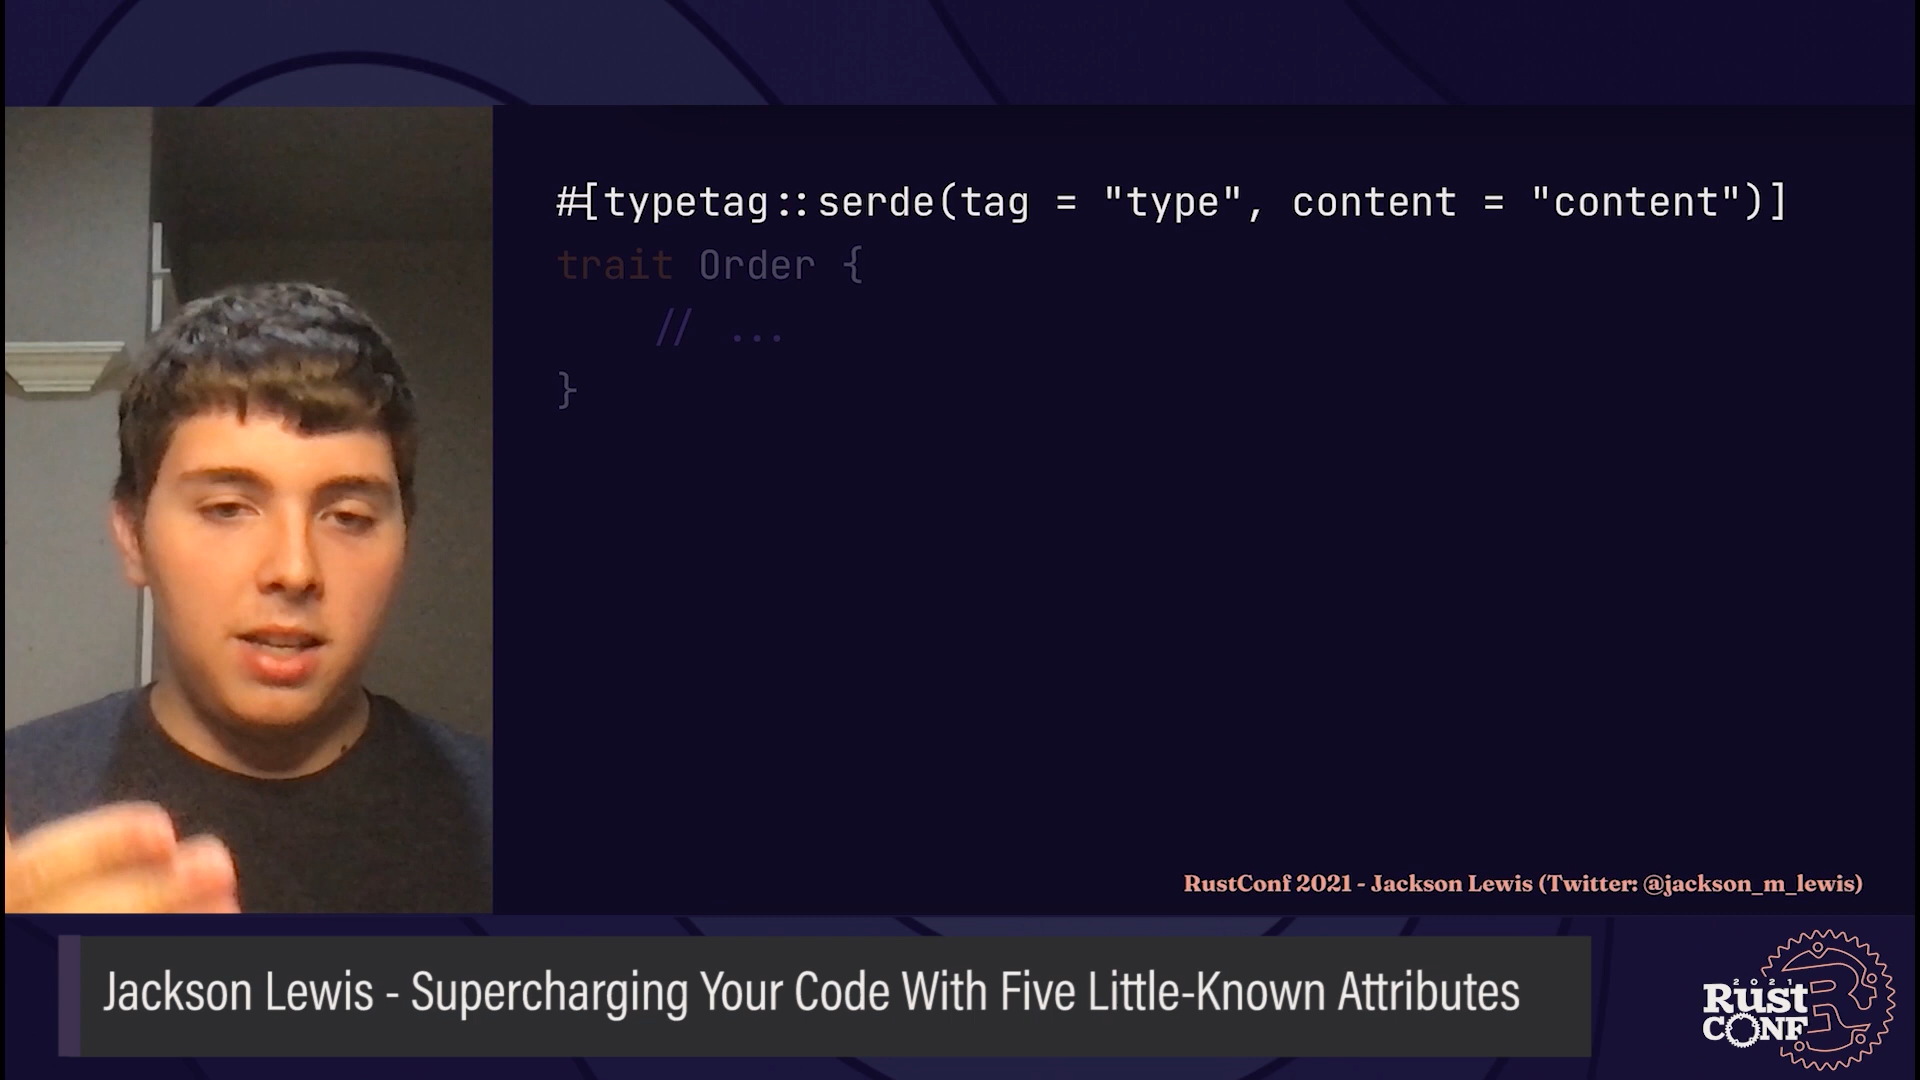 #[typetag::serde(tag = "type", content = "content")]
trait Order {
// ...
}
RustConf 2021 - Jackson Lewis (Twitter: @jackson_m_lewis)
Jackson Lewis - Supercharging Your Code With Five Little-Known Attributes
2021
Rust
CONF
R